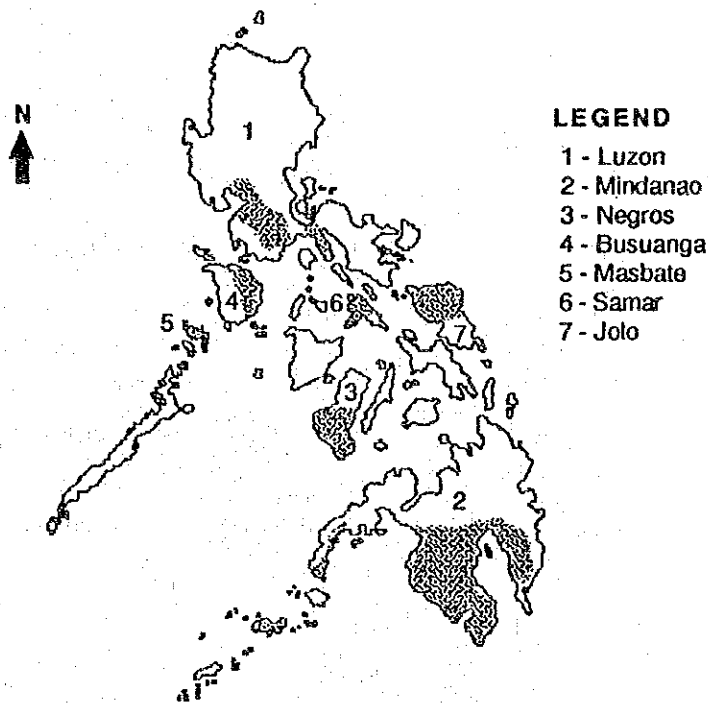 N
1
LEGEND
1 - Luzon
2 - Mindanao
3 - Negros
4 - Busuanga
5 - Masbate
6 - Samar
7 - Jolo
4
6
5
7
3
2